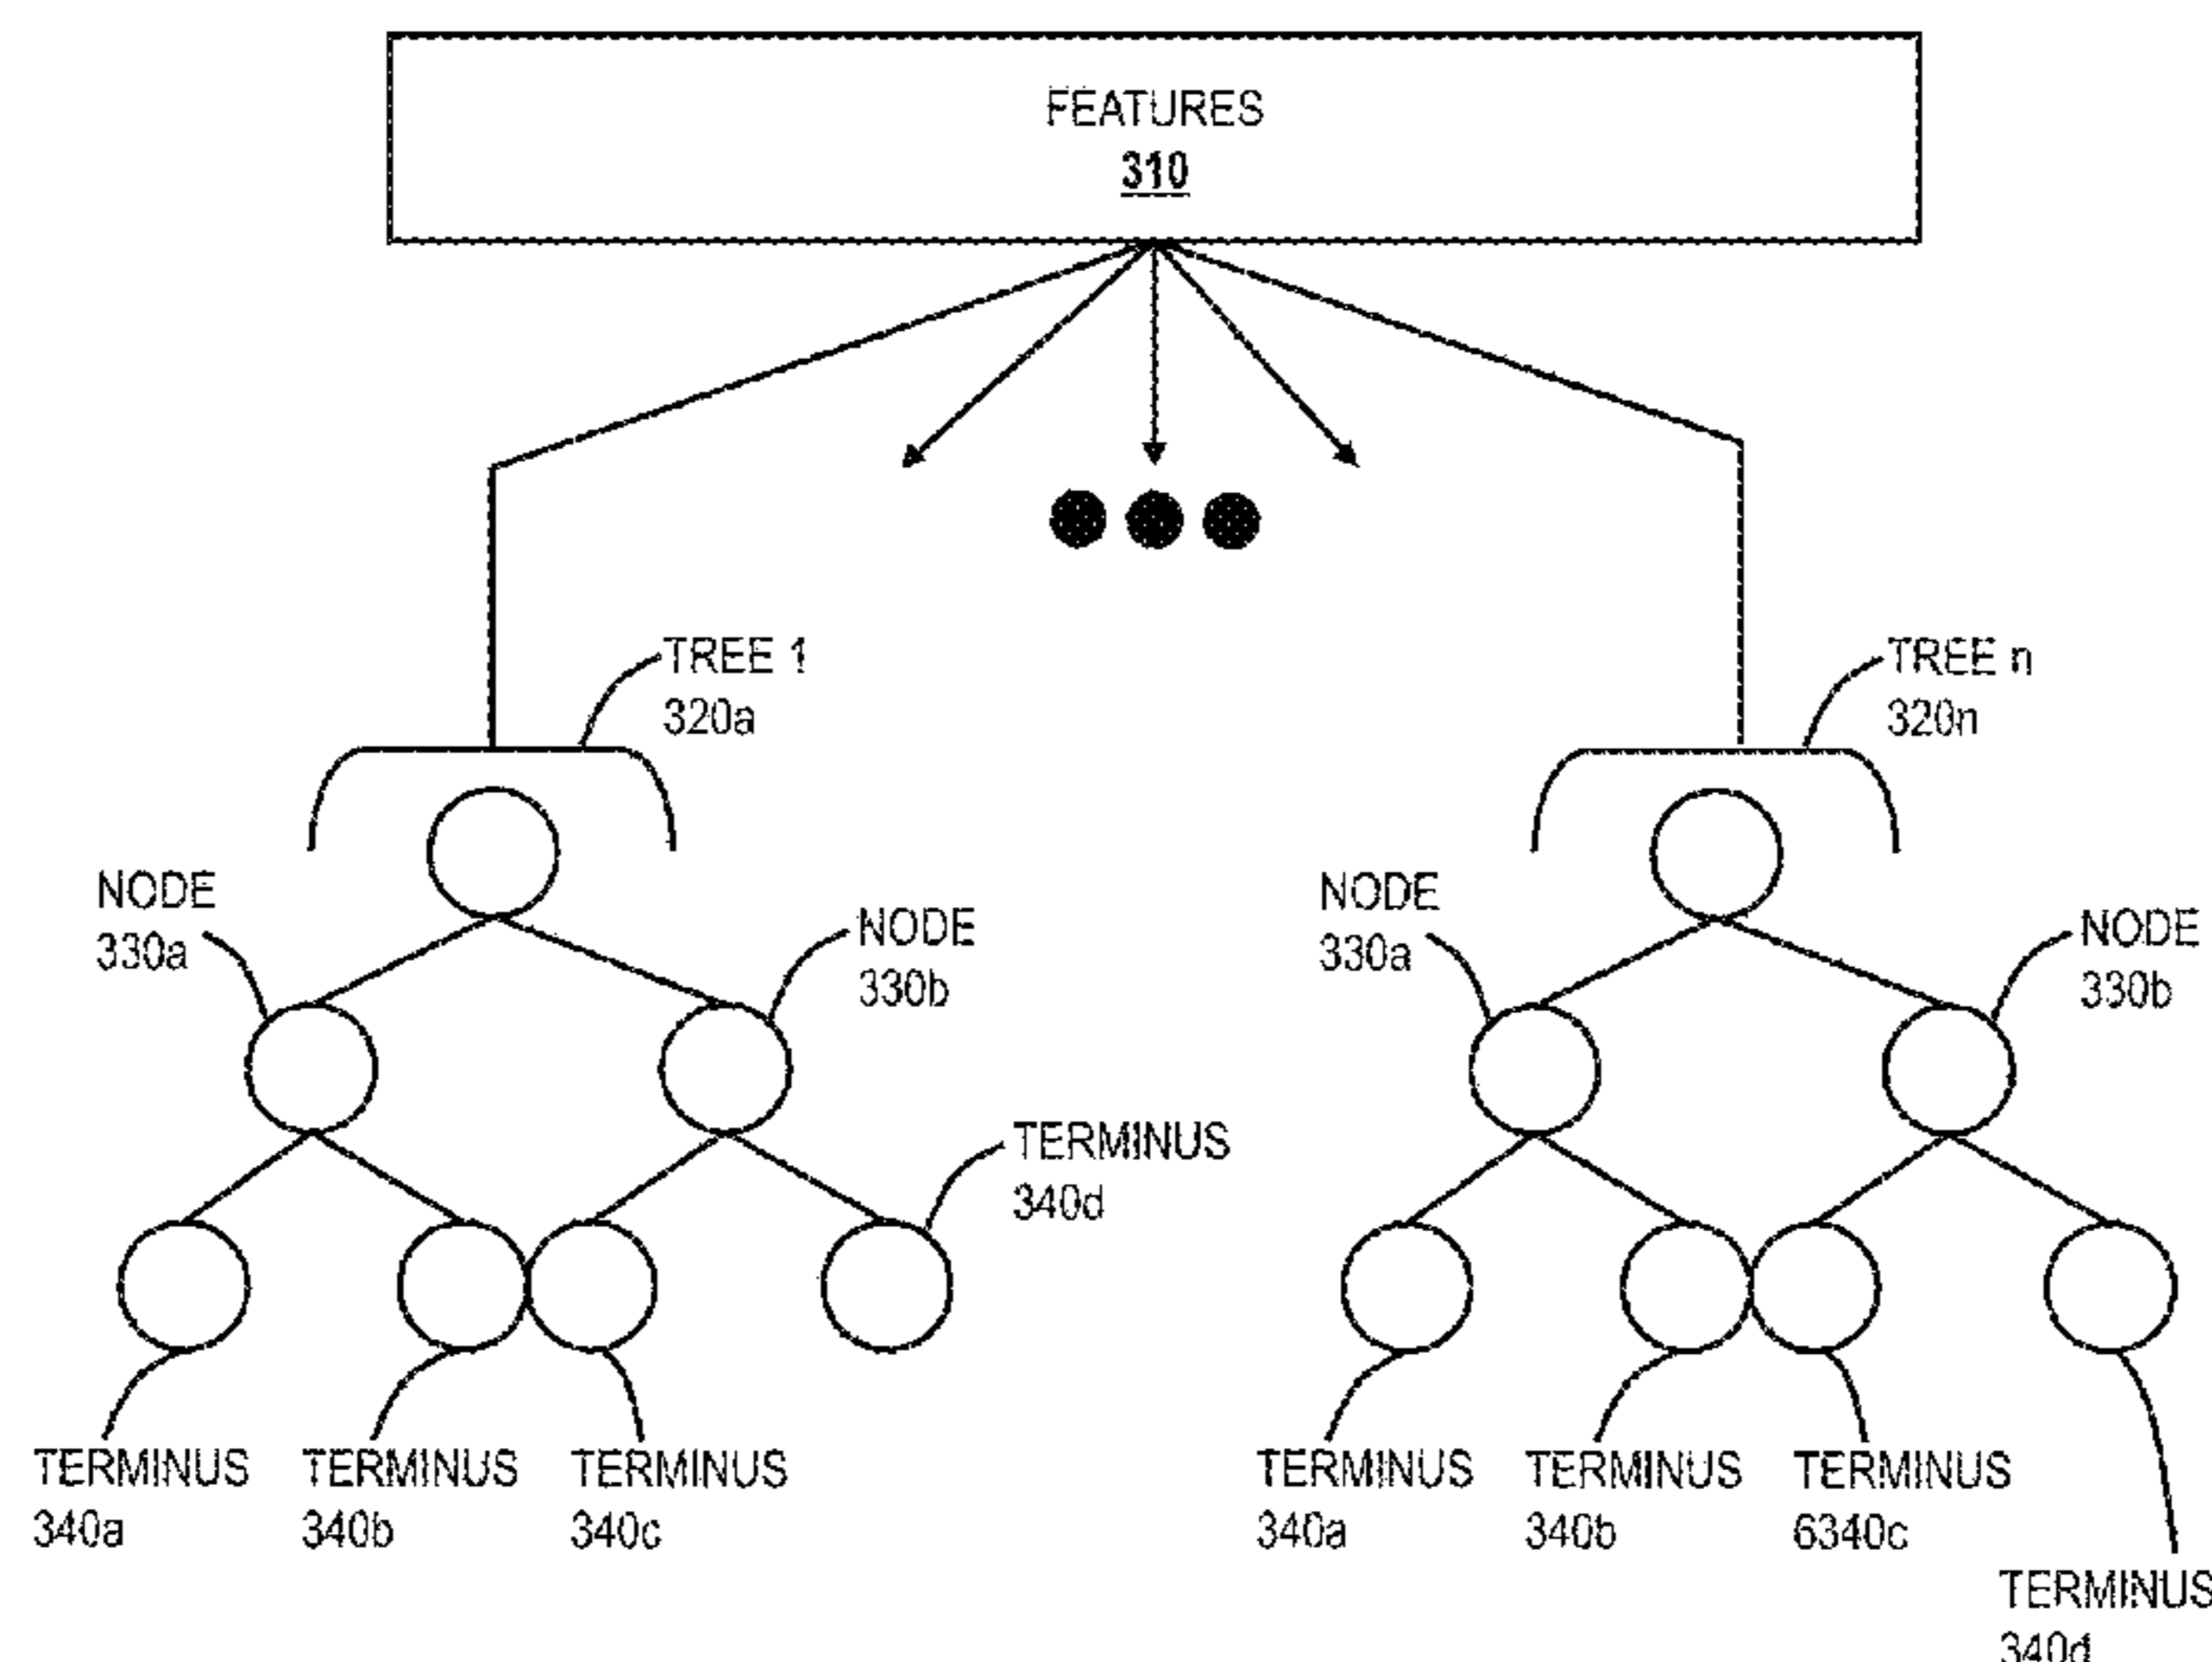 FEATURES
310
TREE 1
320a
TREE n
320n
NODE
330a
NODE
330b
NODE
330a
NODE
330b
TERMINUS
340d
TERMINUS
340a
TERMINUS
340b
TERMINUS
340c
TERMINUS
340a
TERMINUS
340b
TERMINUS
6340c
TERMINUS
340d